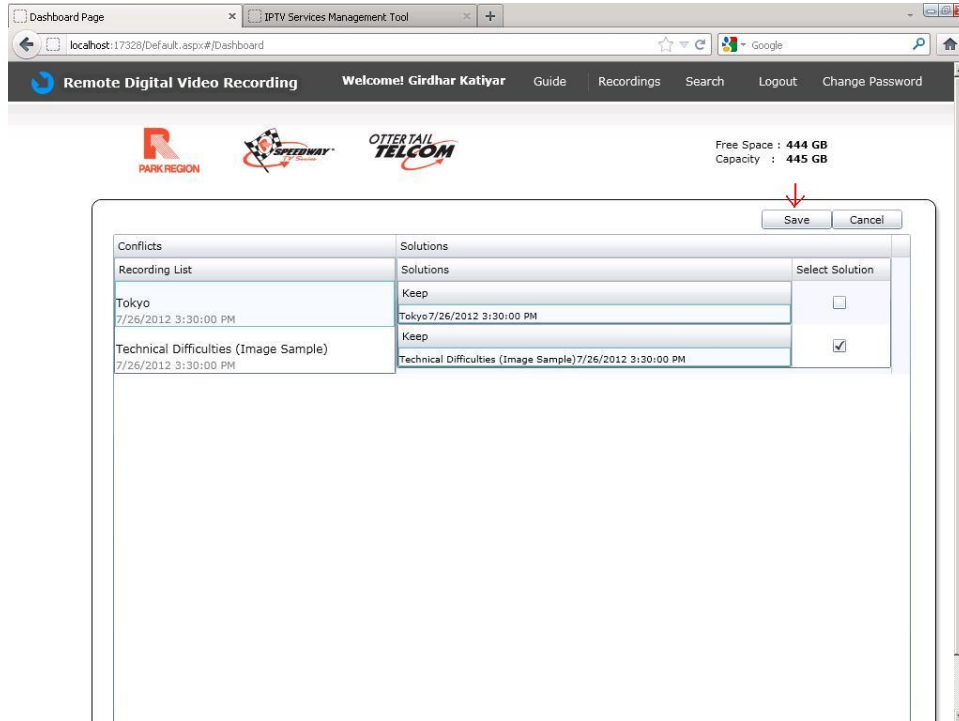 Dashboard Page
IPTV Services Management Tool
localhost:17328/Default.aspx#/Dashboard
Google
Remote Digital Video Recording
Welcome! Girdhar Katiyar
Guide
Recordings
Search
Logout
Change Password
PARK REGION
SPEEDWAY
TV Series
OTTER TAIL
TELCOM
Free Space : 444 GB
Capacity : 445 GB
Save
Cancel
Conflicts
Solutions
Recording List
Solutions
Select Solution
Tokyo
7/26/2012 3:30:00 PM
Keep
Tokyo7/26/2012 3:30:00 PM
Technical Difficulties (Image Sample)
7/26/2012 3:30:00 PM
Keep
Technical Difficulties (Image Sample)7/26/2012 3:30:00 PM